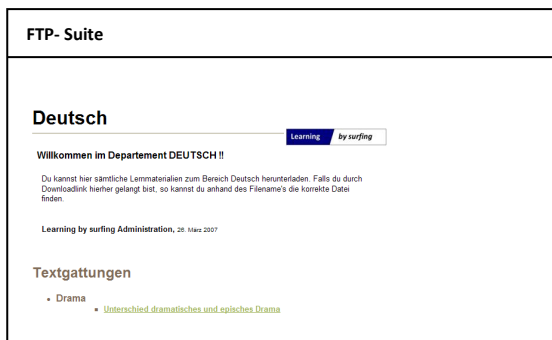 FTP- Suite
Deutsch
Learning by surfing
Willkommen im Departement DEUTSCH !!
Du kannst hier sämtliche Lernmaterialien zum Bereich Deutsch herunterladen. Falls du durch
Downloadlink hierher gelangt bist, so kannst du anhand des Filename's die korrekte Datei
finden.
Learning by surfing Administration, 26. März 2007
Textgattungen
Drama
Unterschied dramatisches und episches Drama